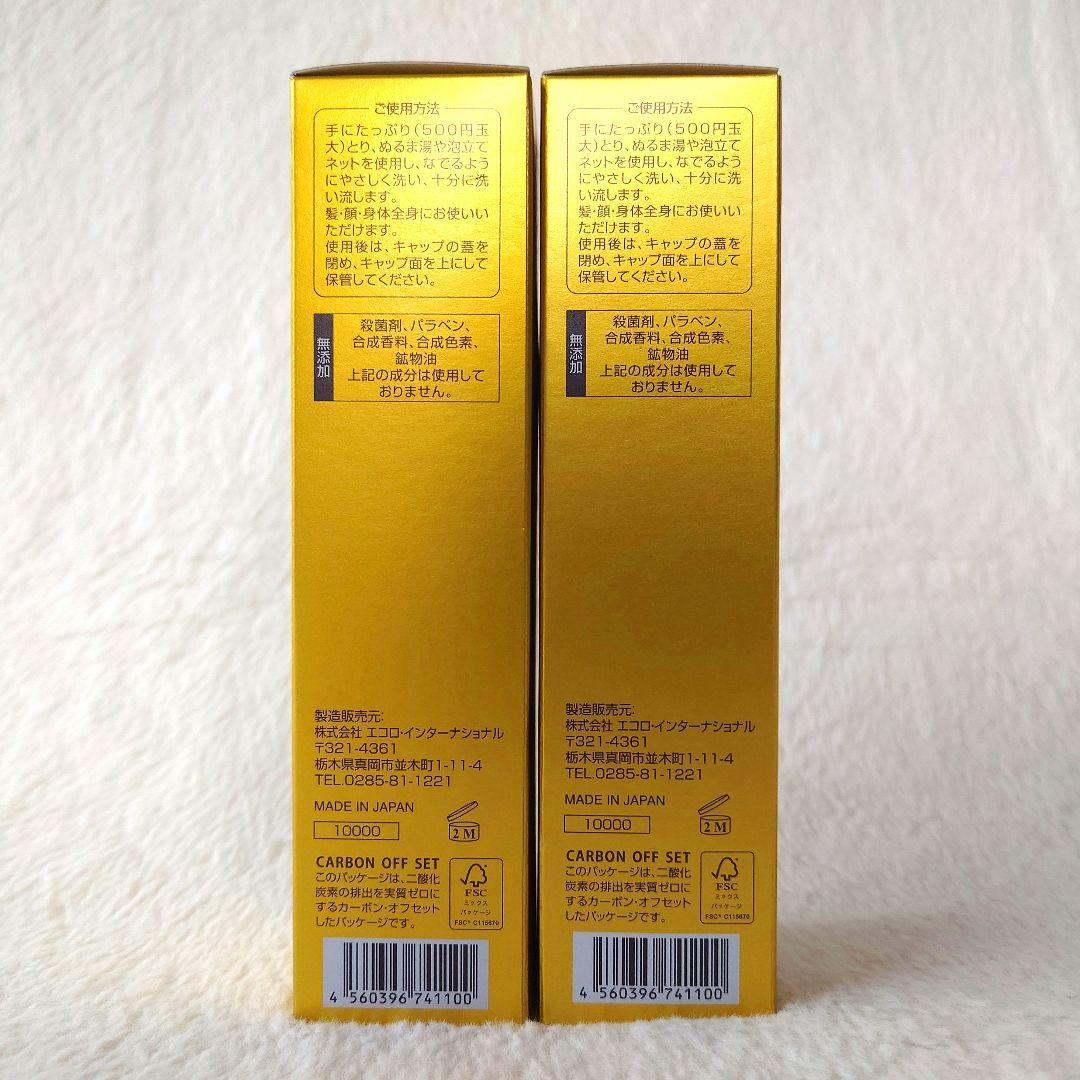 ご使用方法
手にたっぷり(500円玉
大)とり、ぬるま湯や泡立て
ネットを使用し、なでるよう
にやさしく洗い、十分に洗
い流します。
髪・顔・身体全身にお使いい
ただけます。
使用後は、キャップの蓋を
閉め、キャップ面を上にして
保管してください。
無添加
殺菌剤、パラベン、
合成香料、合成色素、
鉱物油
上記の成分は使用して
おりません。
製造販売元:
株式会社 エコロ・インターナショナル
〒321-4361
栃木県真岡市並木町1-11-4
TEL.0285-81-1221
MADE IN JAPAN
10000
2 M
CARBON OFF SET
このパッケージは、二酸化
炭素の排出を実質ゼロに
するカーボン・オフセット
したパッケージです。
FSC
ミックス
パッケージ
FSC® C115670
4 560396 741100
ご使用方法
手にたっぷり(500円玉
大)とり、ぬるま湯や泡立て
ネットを使用し、なでるよう
にやさしく洗い、十分に洗
い流します。
髪・顔・身体全身にお使いい
ただけます。
使用後は、キャップの蓋を
閉め、キャップ面を上にして
保管してください。
無添加
殺菌剤、パラベン、
合成香料、合成色素、
鉱物油
上記の成分は使用して
おりません。
製造販売元:
株式会社 エコロ・インターナショナル
〒321-4361
栃木県真岡市並木町1-11-4
TEL.0285-81-1221
MADE IN JAPAN
10000
2 M
CARBON OFF SET
このパッケージは、二酸化
炭素の排出を実質ゼロに
するカーボン・オフセット
したパッケージです。
FSC
ミックス
パッケージ
FSC® C115670
4 560396 741100